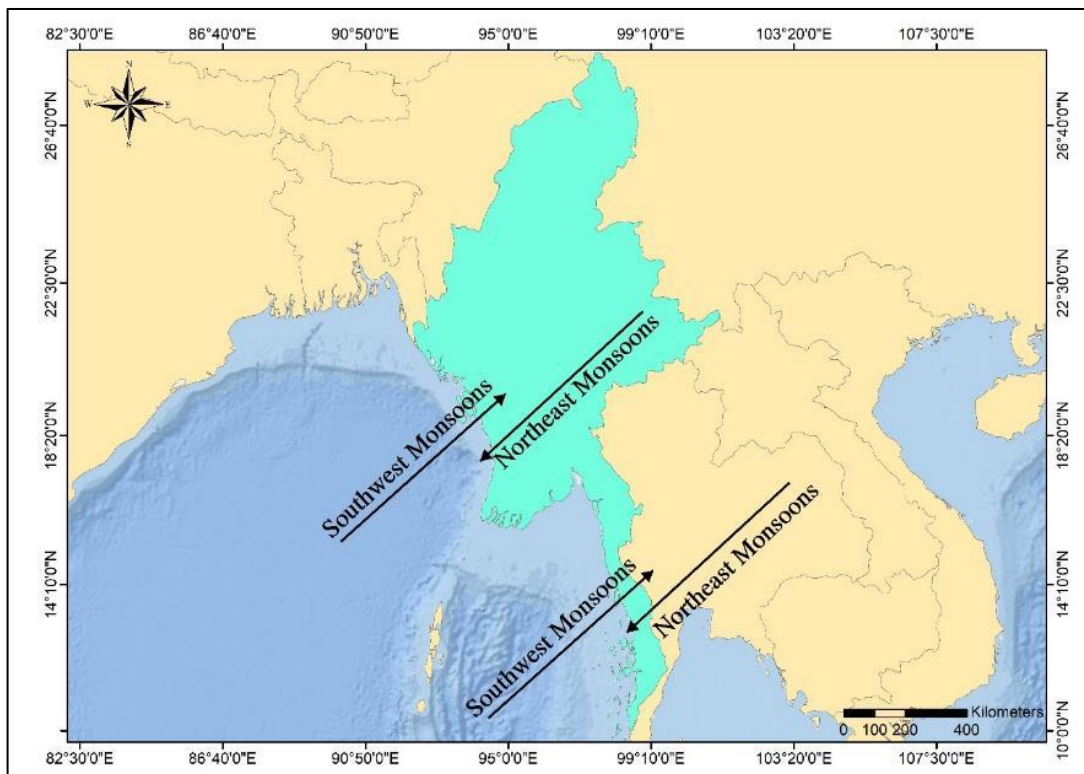 82°30'0"E 86°40'0"E 90°50'0"E 95°0'0"E 99°10'0"E 103°20'0"E 107°30'0"E
N
W E
S
26°40'0"N 26°40'0"N
22°30'0"N 22°30'0"N
Southwest Monsoons
Northeast Monsoons
18°20'0"N 18°20'0"N
Southwest Monsoons
Northeast Monsoons
14°10'0"N 14°10'0"N
Kilometers
0 100 200 400
10°0'0"N 10°0'0"N
82°30'0"E 86°40'0"E 90°50'0"E 95°0'0"E 99°10'0"E 103°20'0"E 107°30'0"E